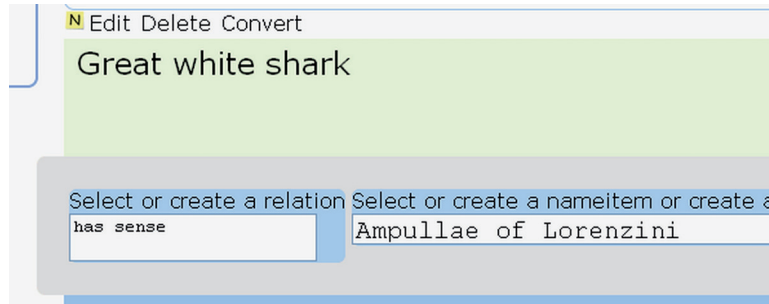 N Edit Delete Convert
Great white shark
Select or create a relation Select or create a nameitem or create a
has sense Ampullae of Lorenzini